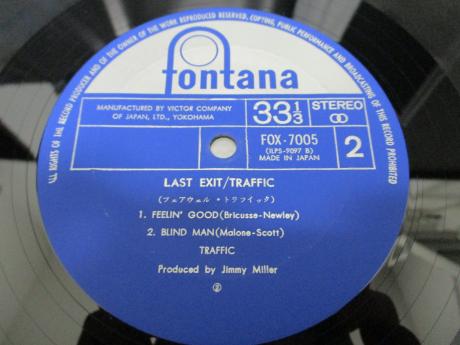 ALL RIGHTS OF THE RECORD PRODUCER AND OF THE OWNER OF THE WORK REPRODUCED RESERVED, COPYING, PUBLIC PERFORMANCE AND BROADCASTING OF THIS RECORD PROHIBITED
fontana
MANUFACTURED BY VICTOR COMPANY
OF JAPAN, LTD., YOKOHAMA
33 1/3
STEREO
FOX-7005
(ILPS-9097 B)
MADE IN JAPAN
2
LAST EXIT/TRAFFIC
(フェアウェル・トラフィック)
1. FEELIN' GOOD(Bricusse-Newley)
2. BLIND MAN(Malone-Scott)
TRAFFIC
Produced by Jimmy Miller
②